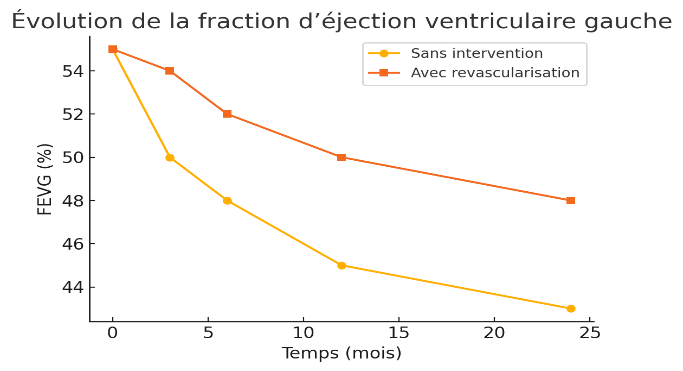 Évolution de la fraction d’éjection ventriculaire gauche
Sans intervention
Avec revascularisation
FEVG (%)
54
52
50
48
46
44
0 5 10 15 20 25
Temps (mois)